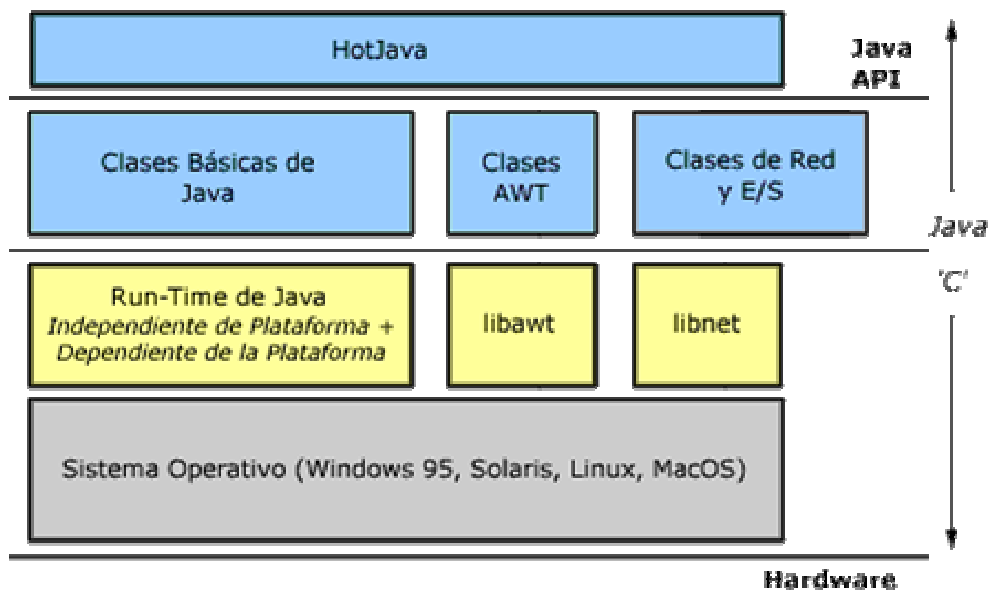 HotJava
Java
API
Clases Básicas de
Java
Clases
AWT
Clases de Red
y E/S
Java
'C'
Run-Time de Java
Independiente de Plataforma +
Dependiente de la Plataforma
libawt
libnet
Sistema Operativo (Windows 95, Solaris, Linux, MacOS)
Hardware